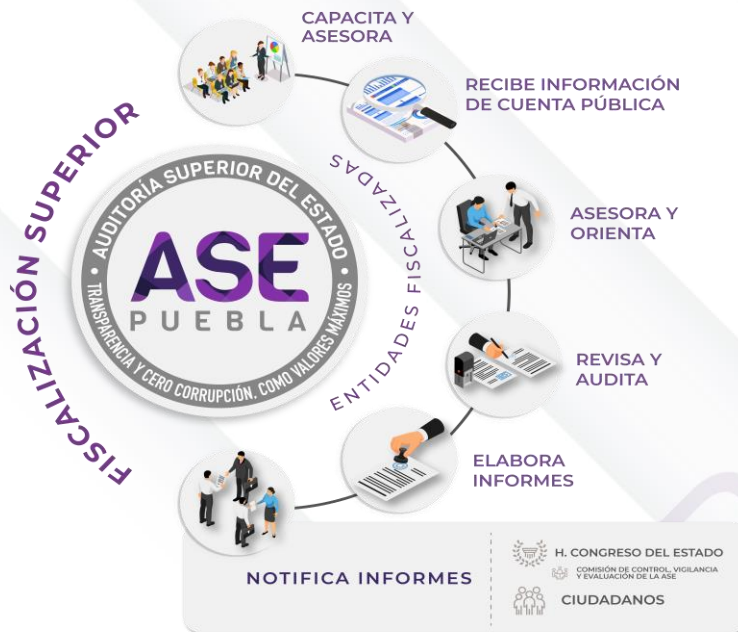 CAPACITA Y
ASESORA
RECIBE INFORMACIÓN
DE CUENTA PÚBLICA
FISCALIZACIÓN SUPERIOR
AUDITORÍA SUPERIOR DEL ESTADO
ASE
PUEBLA
TRANSPARENCIA Y CERO CORRUPCIÓN, COMO VALORES MÁXIMOS
ENTIDADES FISCALIZADAS
ASESORA Y
ORIENTA
REVISA Y
AUDITA
ELABORA
INFORMES
NOTIFICA INFORMES
H. CONGRESO DEL ESTADO
COMISIÓN DE CONTROL, VIGILANCIA
Y EVALUACIÓN DE LA ASE
CIUDADANOS